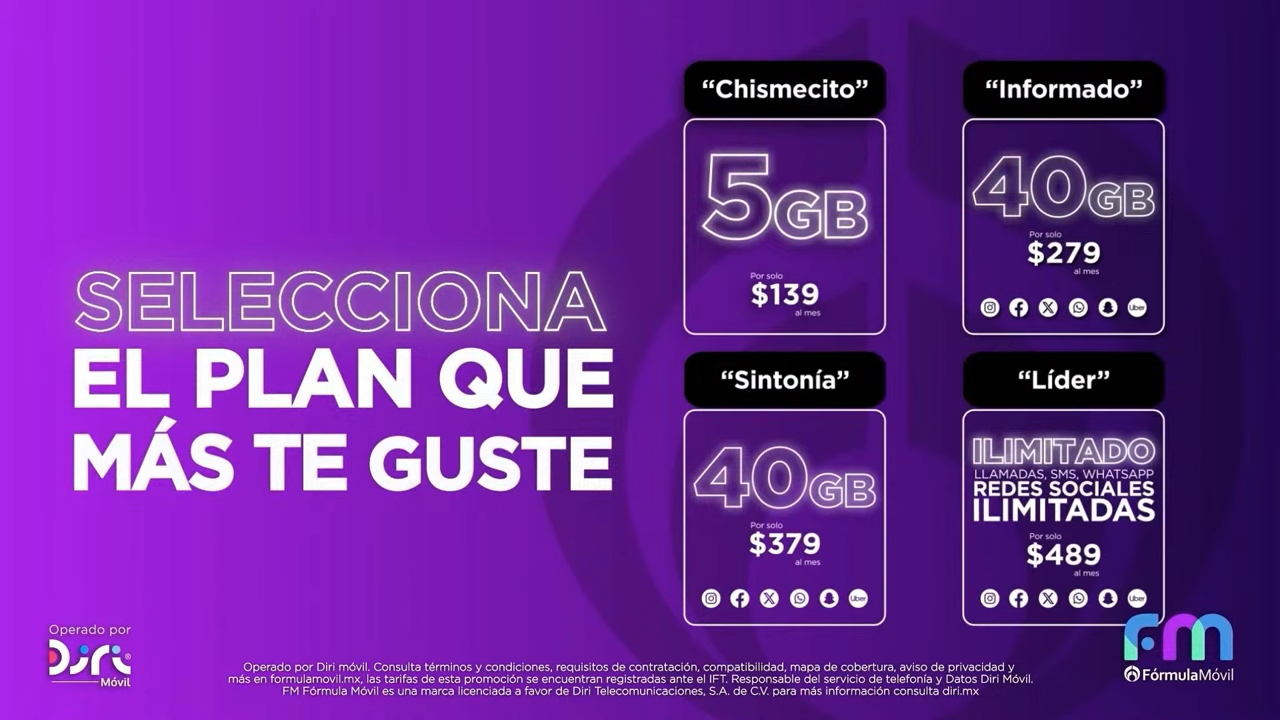 SELECCIONA
EL PLAN QUE
MÁS TE GUSTE
“Chismecito”
5GB
Por solo
$139
al mes
“Informado”
40GB
Por solo
$279
al mes
Uber
“Sintonía”
40GB
Por solo
$379
al mes
Uber
“Líder”
ILIMITADO
LLAMADAS, SMS, WHATSAPP
REDES SOCIALES
ILIMITADAS
Por solo
$489
al mes
Uber
Operado por
Diri®
Móvil
Operado por Diri móvil. Consulta términos y condiciones, requisitos de contratación, compatibilidad, mapa de cobertura, aviso de privacidad y
más en formulamovil.mx, las tarifas de esta promoción se encuentran registradas ante el IFT. Responsable del servicio de telefonía y Datos Diri Móvil.
FM Fórmula Móvil es una marca licenciada a favor de Diri Telecomunicaciones, S.A. de C.V. para más información consulta diri.mx
FM
FórmulaMóvil